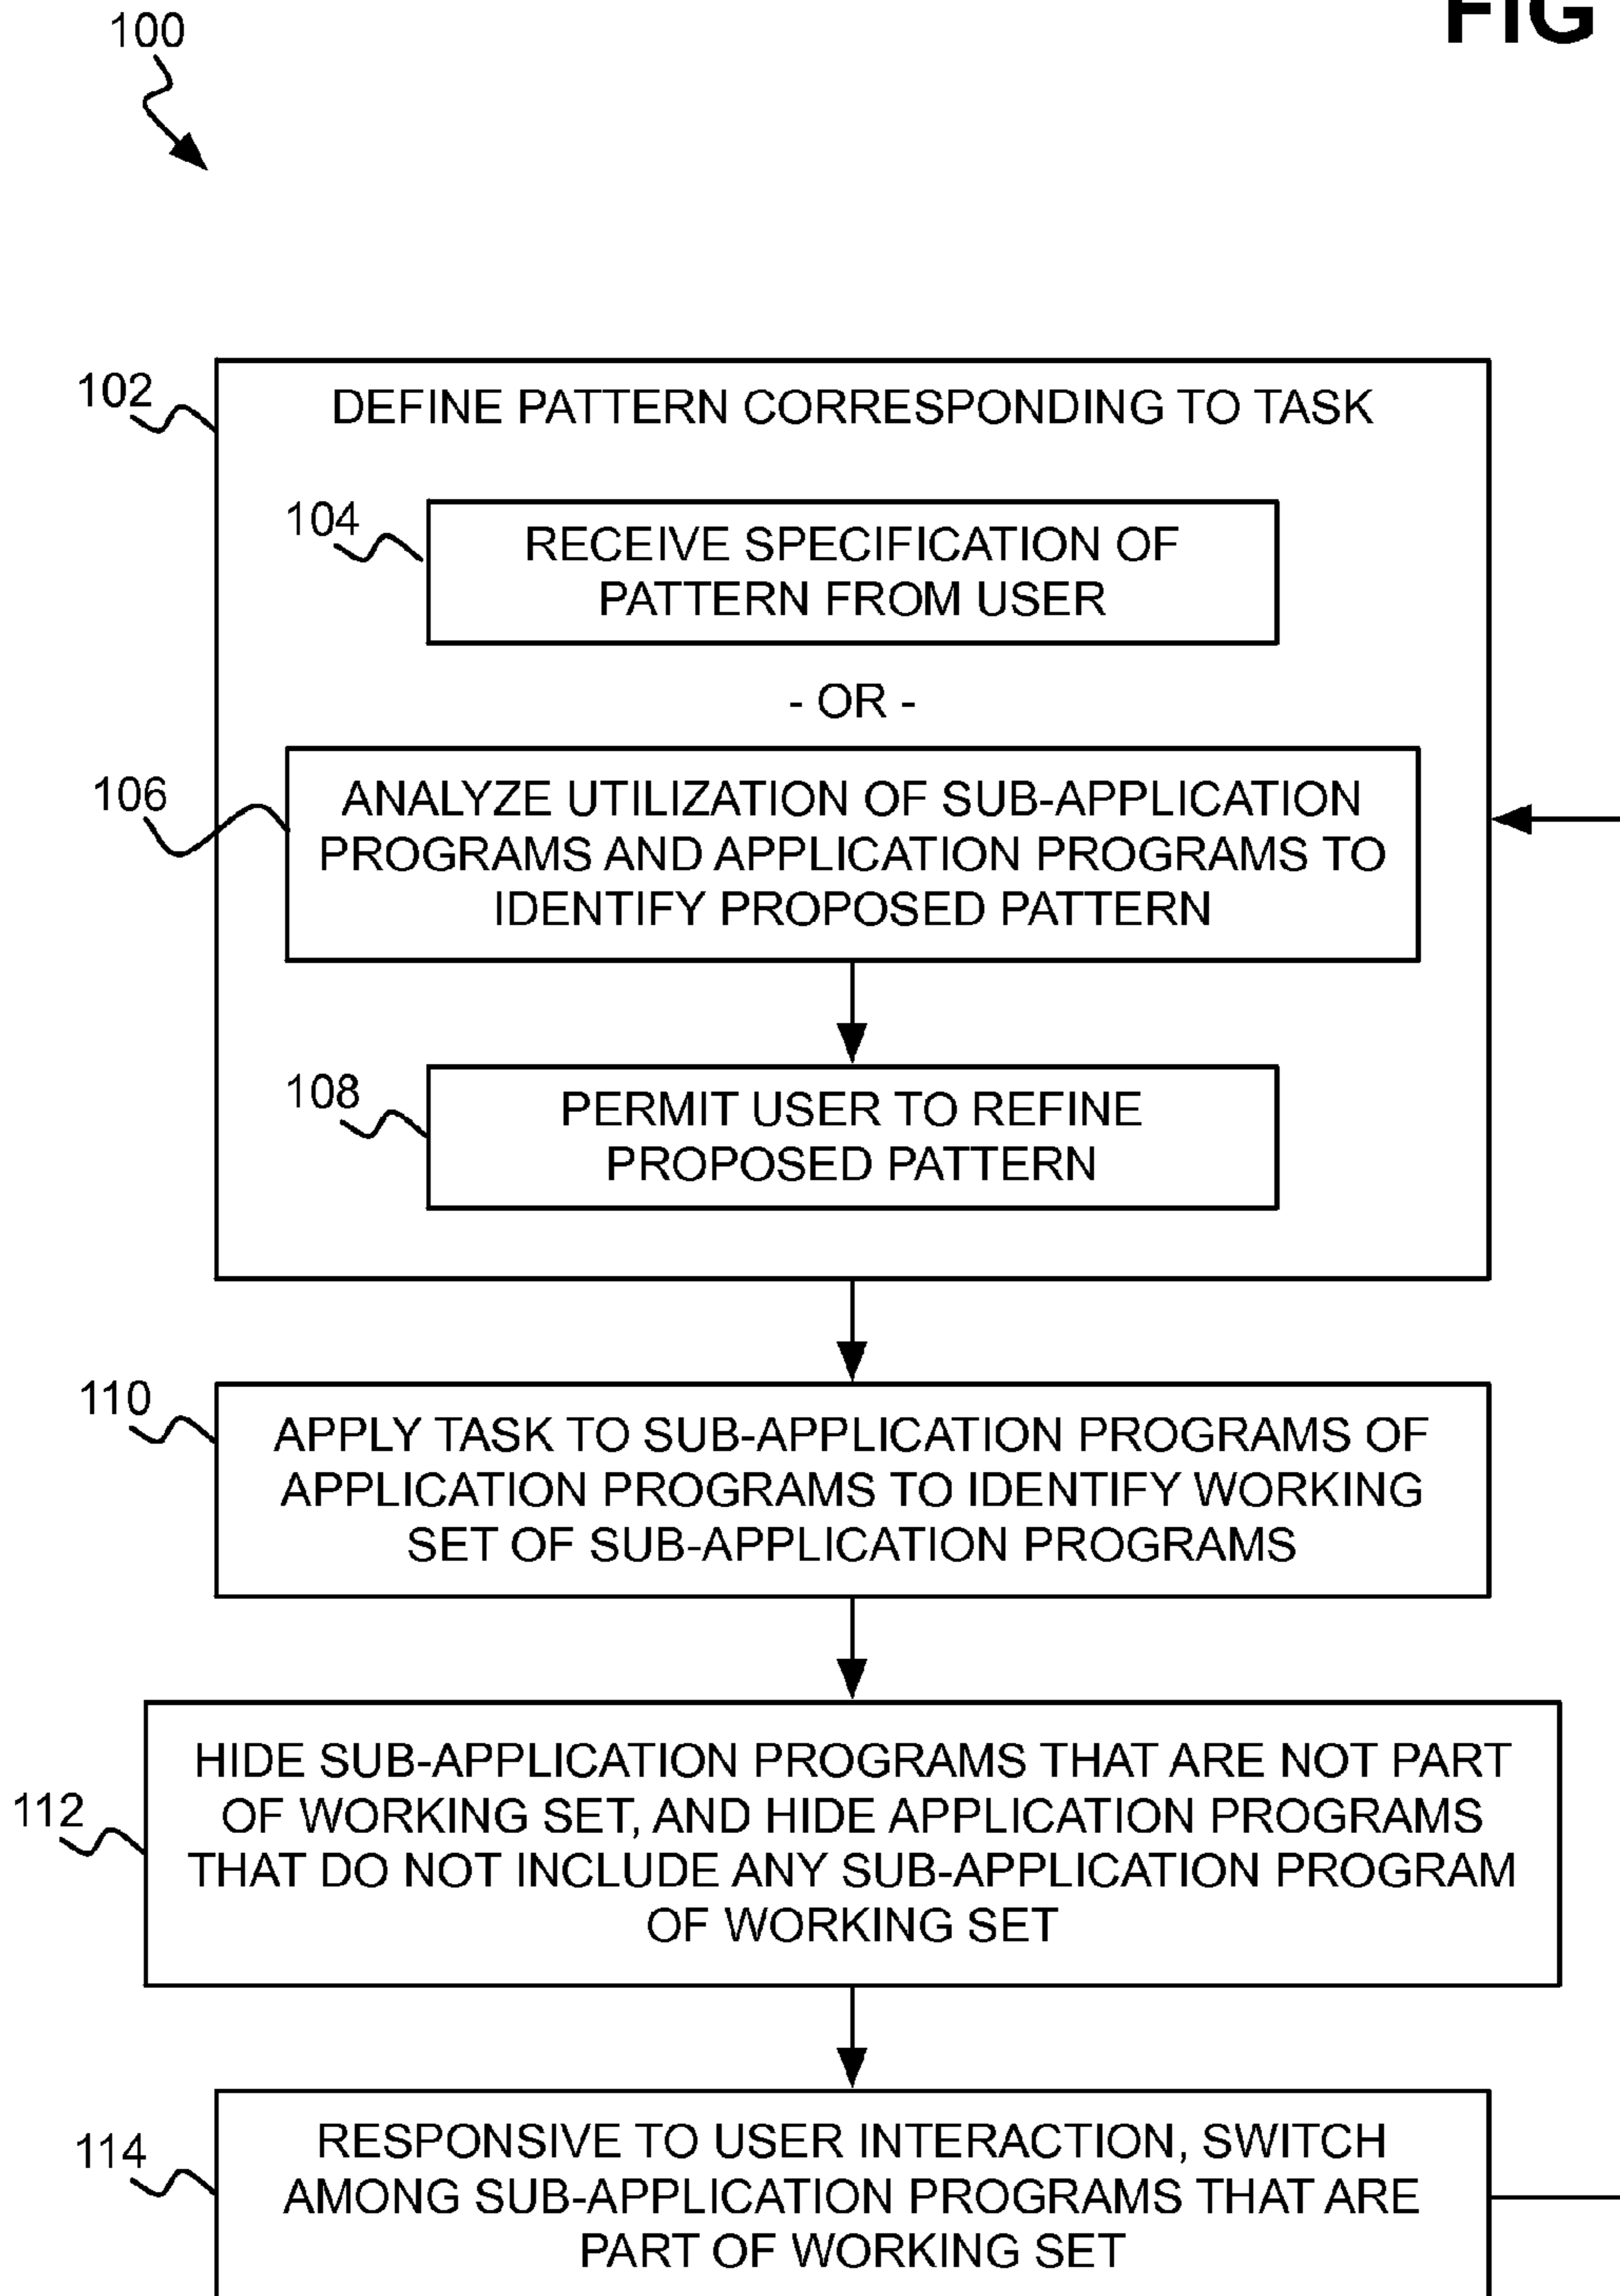 FIG
100
102
DEFINE PATTERN CORRESPONDING TO TASK
104
RECEIVE SPECIFICATION OF
PATTERN FROM USER
- OR -
106
ANALYZE UTILIZATION OF SUB-APPLICATION
PROGRAMS AND APPLICATION PROGRAMS TO
IDENTIFY PROPOSED PATTERN
108
PERMIT USER TO REFINE
PROPOSED PATTERN
110
APPLY TASK TO SUB-APPLICATION PROGRAMS OF
APPLICATION PROGRAMS TO IDENTIFY WORKING
SET OF SUB-APPLICATION PROGRAMS
112
HIDE SUB-APPLICATION PROGRAMS THAT ARE NOT PART
OF WORKING SET, AND HIDE APPLICATION PROGRAMS
THAT DO NOT INCLUDE ANY SUB-APPLICATION PROGRAM
OF WORKING SET
114
RESPONSIVE TO USER INTERACTION, SWITCH
AMONG SUB-APPLICATION PROGRAMS THAT ARE
PART OF WORKING SET